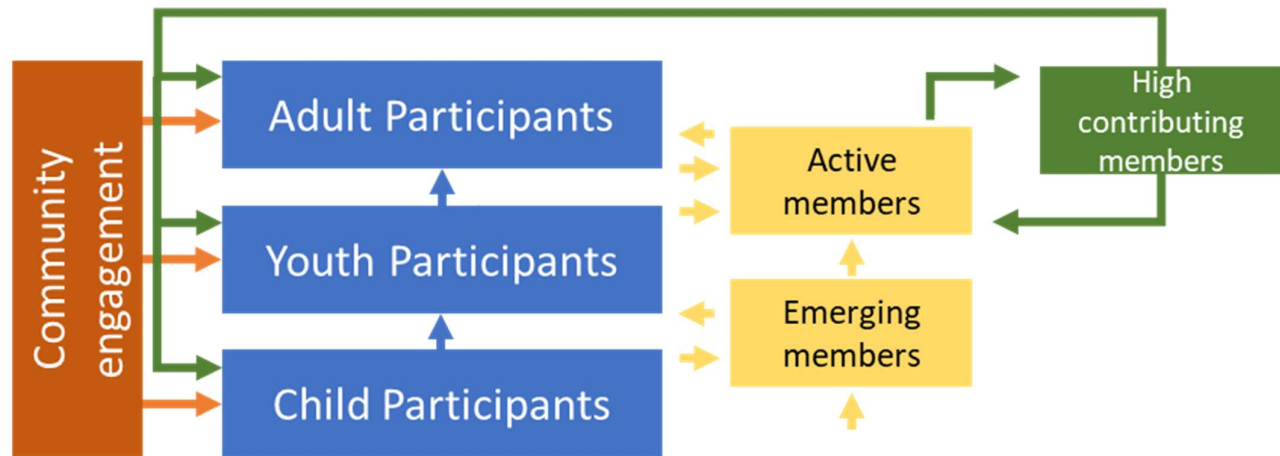 Community
engagement
Adult Participants
Youth Participants
Child Participants
Active
members
Emerging
members
High
contributing
members